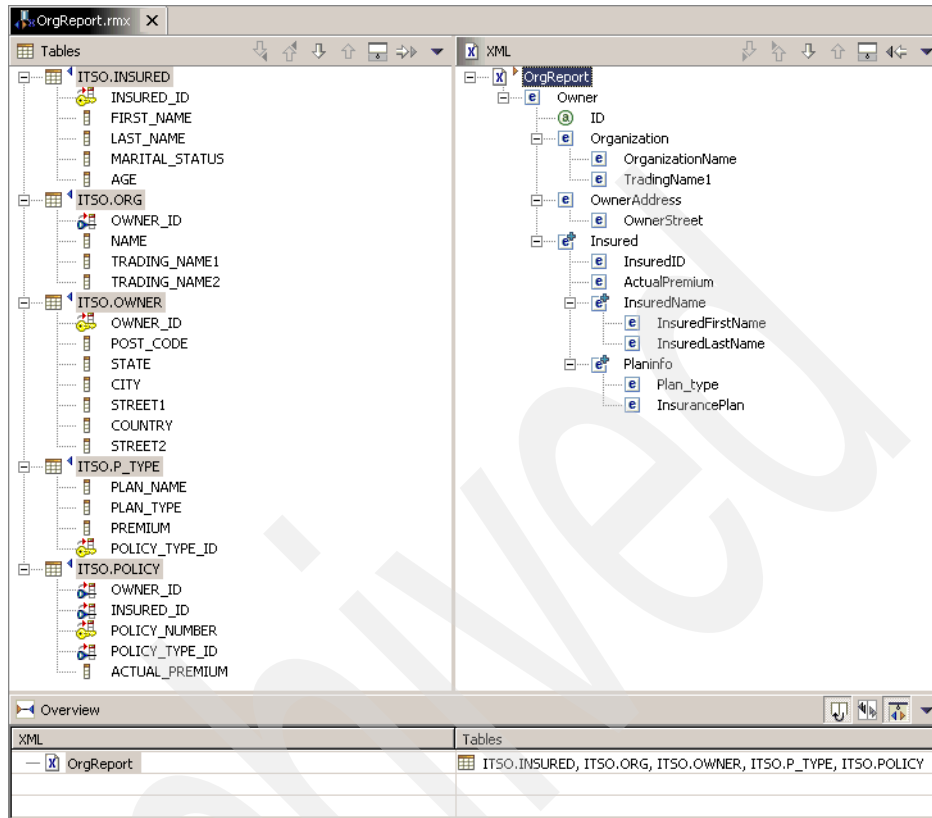 OrgReport.rmx
Tables
ITSO.INSURED
INSURED_ID
FIRST_NAME
LAST_NAME
MARITAL_STATUS
AGE
ITSO.ORG
OWNER_ID
NAME
TRADING_NAME1
TRADING_NAME2
ITSO.OWNER
OWNER_ID
POST_CODE
STATE
CITY
STREET1
COUNTRY
STREET2
ITSO.P_TYPE
PLAN_NAME
PLAN_TYPE
PREMIUM
POLICY_TYPE_ID
ITSO.POLICY
OWNER_ID
INSURED_ID
POLICY_NUMBER
POLICY_TYPE_ID
ACTUAL_PREMIUM
XML
OrgReport
Owner
ID
Organization
OrganizationName
TradingName1
OwnerAddress
OwnerStreet
Insured
InsuredID
ActualPremium
InsuredName
InsuredFirstName
InsuredLastName
Planinfo
Plan_type
InsurancePlan
Overview
XML Tables
OrgReport ITSO.INSURED, ITSO.ORG, ITSO.OWNER, ITSO.P_TYPE, ITSO.POLICY